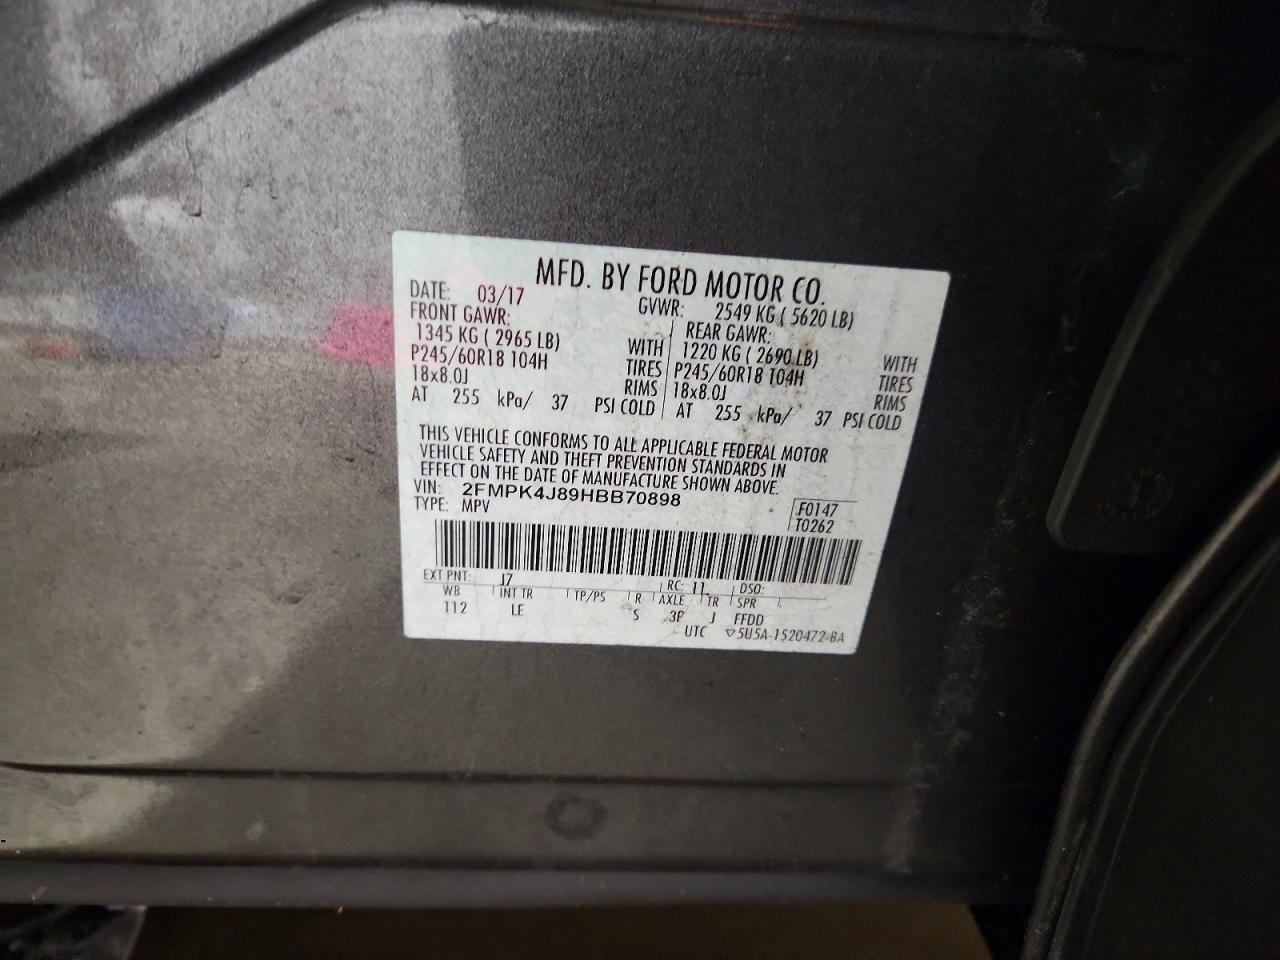 MFD. BY FORD MOTOR CO.
DATE: 03/17 GVWR: 2549 KG ( 5620 LB)
FRONT GAWR: REAR GAWR:
1345 KG ( 2965 LB) WITH 1220 KG ( 2690 LB) WITH
P245/60R18 104H TIRES P245/60R18 104H TIRES
18x8.0J RIMS 18x8.0J RIMS
AT 255 kPa/ 37 PSI COLD AT 255 kPa/ 37 PSI COLD
THIS VEHICLE CONFORMS TO ALL APPLICABLE FEDERAL MOTOR
VEHICLE SAFETY AND THEFT PREVENTION STANDARDS IN
EFFECT ON THE DATE OF MANUFACTURE SHOWN ABOVE.
VIN: 2FMPK4J89HBB70898
TYPE: MPV
F0147
T0262
EXT PNT: J7 RC: 11 DSO:
WB INT TR TP/PS R AXLE TR SPR
112 LE S 3F J FFDD
UTC ▽5U5A-1520472-BA